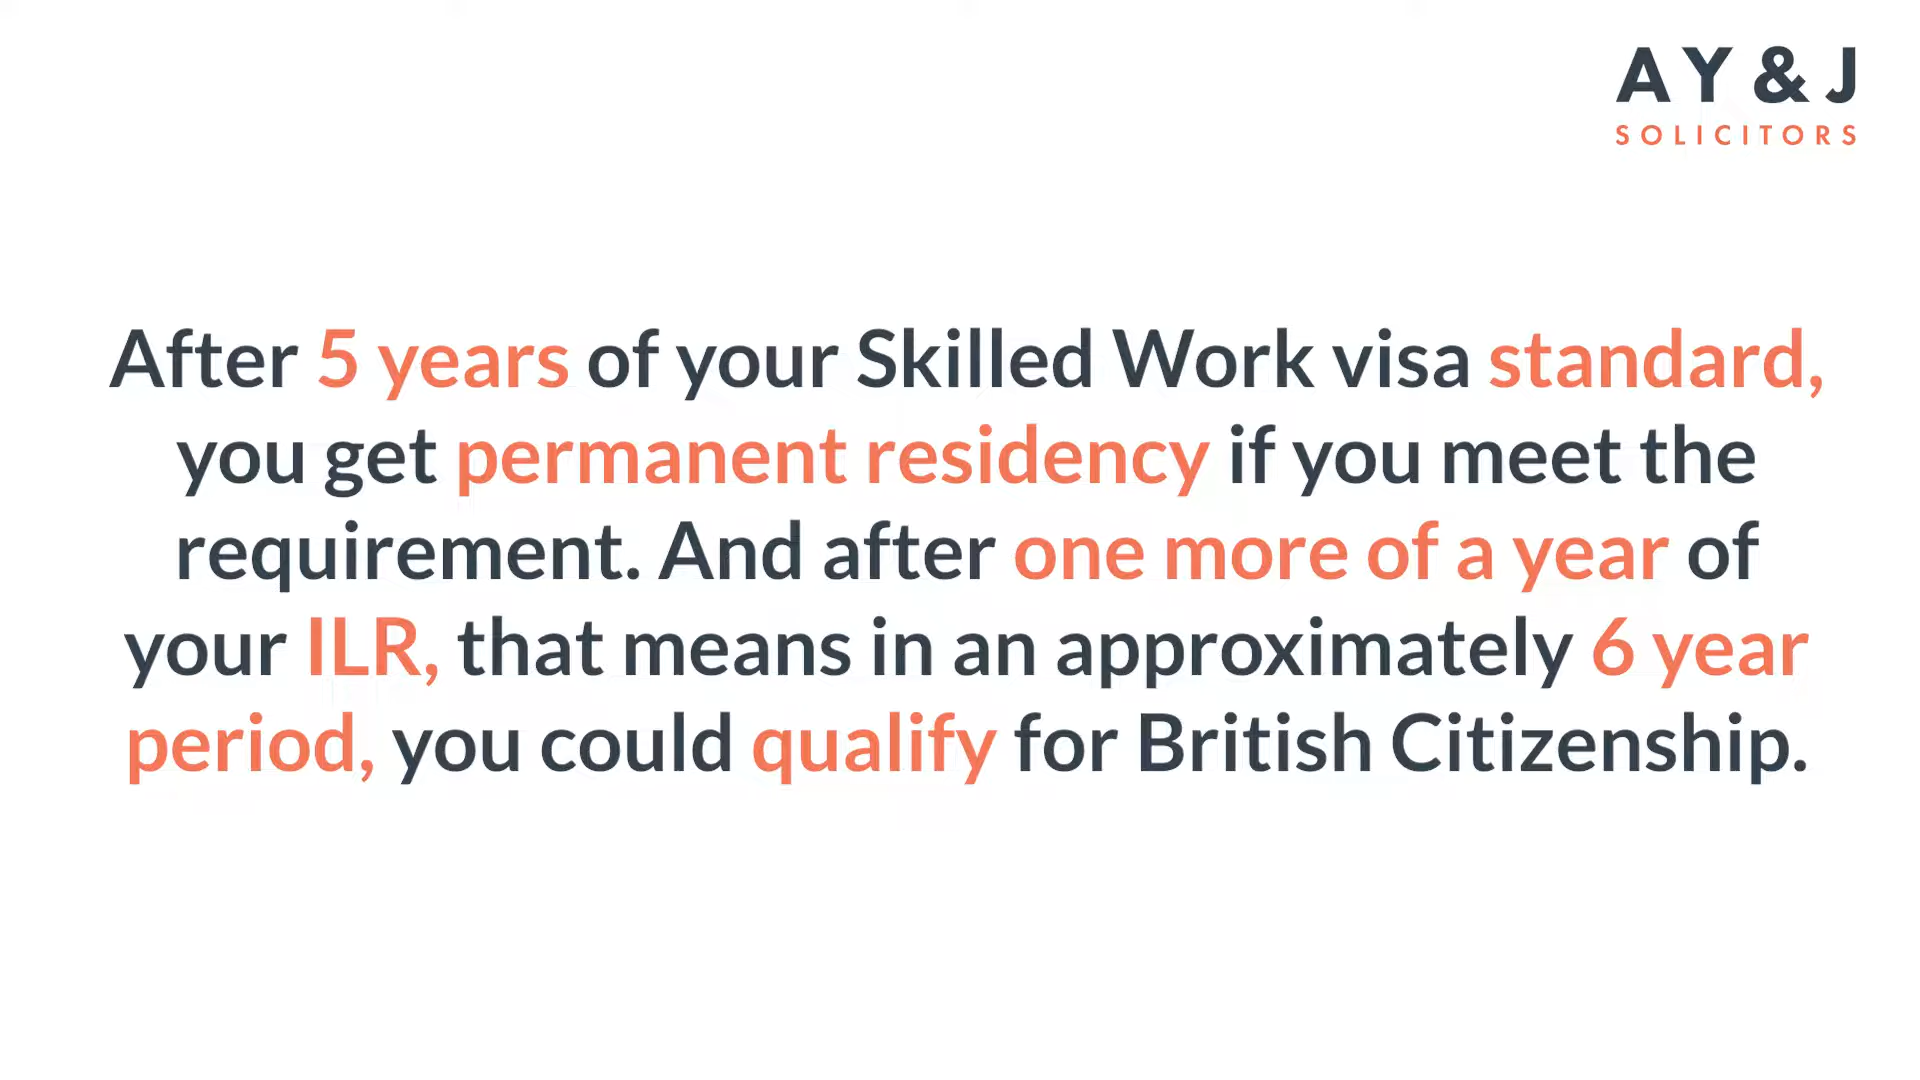 AY & J
SOLICITORS
After 5 years of your Skilled Work visa standard,
you get permanent residency if you meet the
requirement. And after one more of a year of
your ILR, that means in an approximately 6 year
period, you could qualify for British Citizenship.